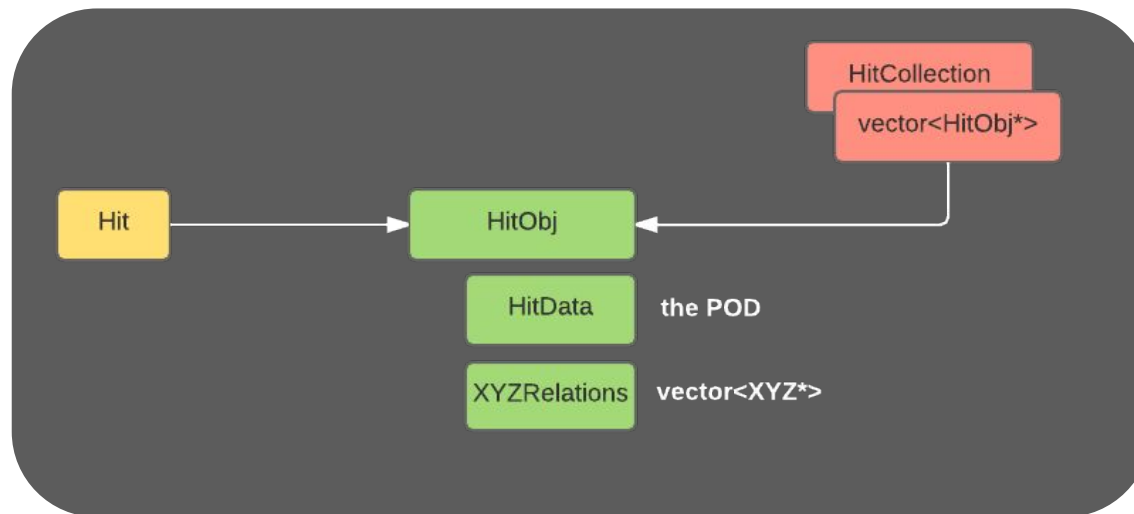 HitCollection
vector<HitObj*>
Hit
HitObj
HitData
the POD
XYZRelations
vector<XYZ*>